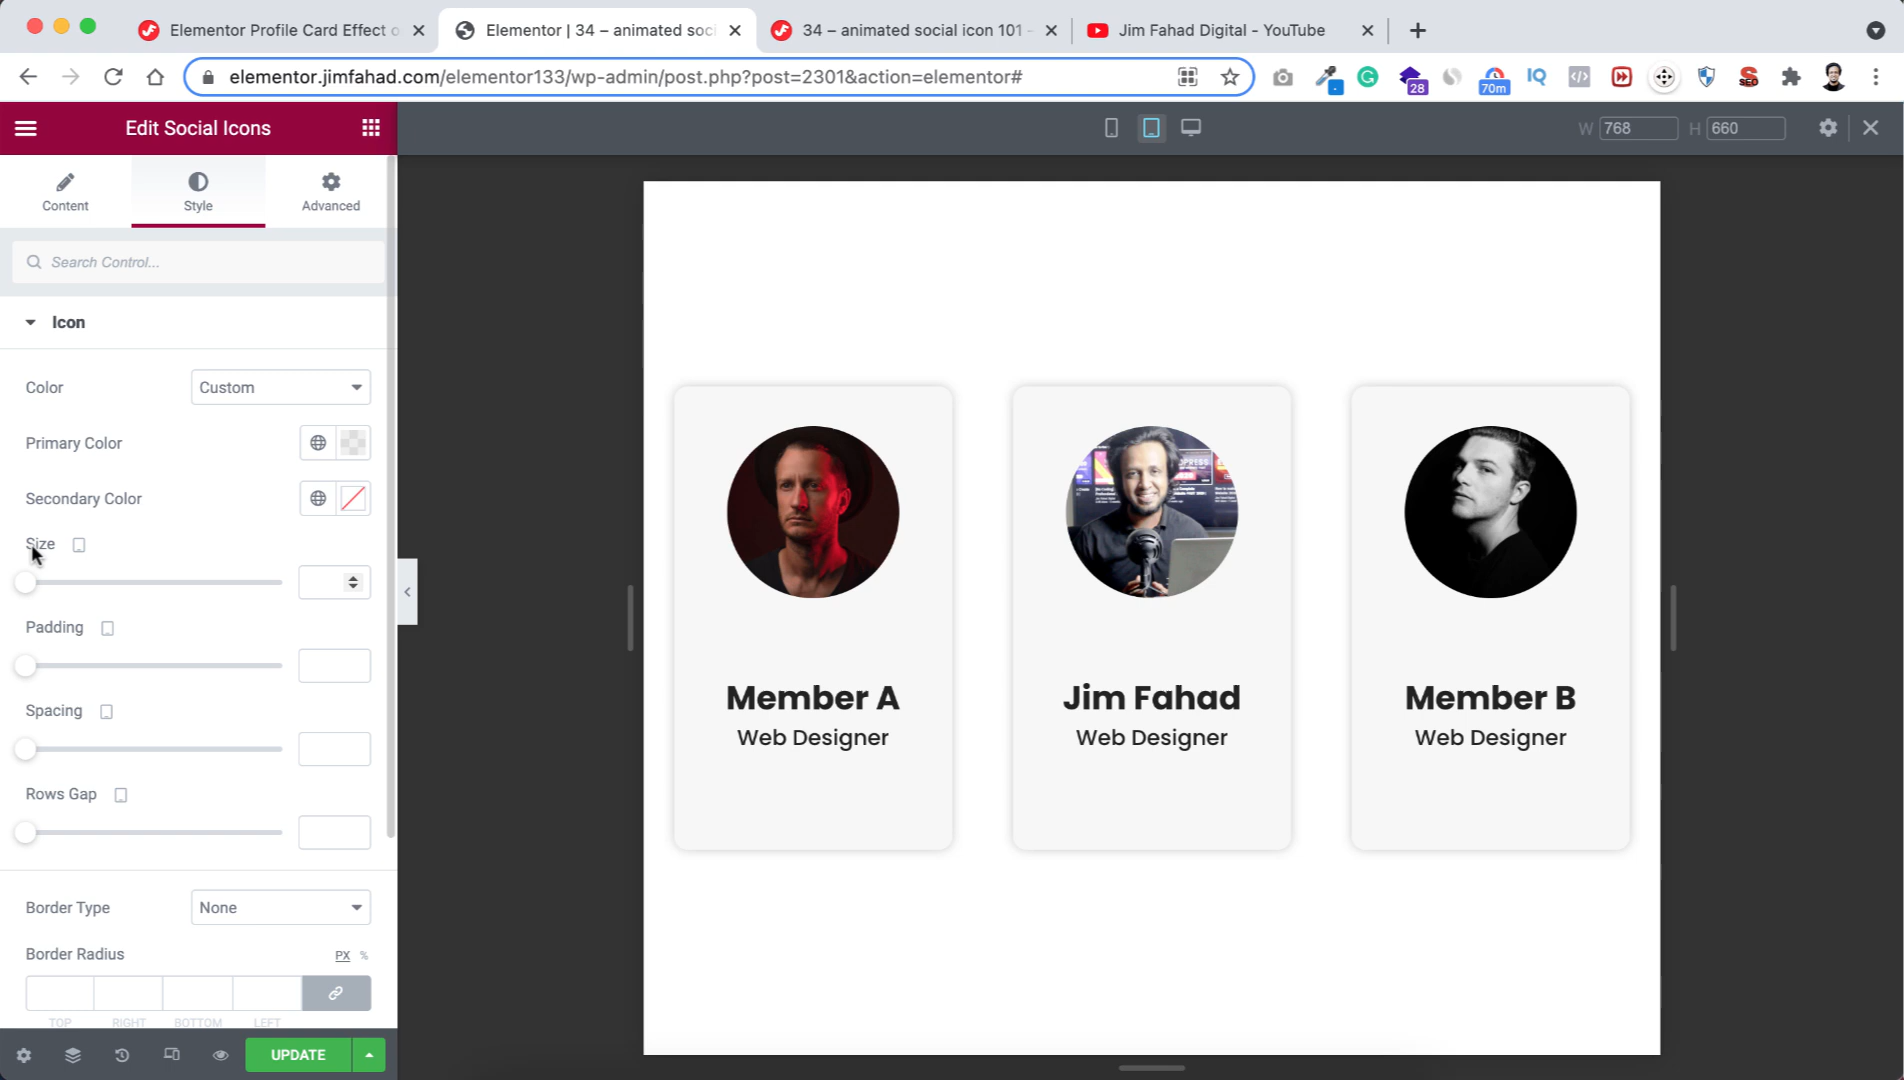 Elementor Profile Card Effect o
Elementor | 34 – animated soci
34 – animated social icon 101 -
Jim Fahad Digital - YouTube
elementor.jimfahad.com/elementor133/wp-admin/post.php?post=2301&action=elementor#
28
70m
IQ
SEO
Edit Social Icons
W 768
H 660
Content
Style
Advanced
Search Control...
Icon
Color
Custom
Primary Color
Secondary Color
Size
Padding
Spacing
Rows Gap
Border Type
None
Border Radius
PX %
TOP RIGHT BOTTOM LEFT
UPDATE
Member A
Web Designer
Jim Fahad
Web Designer
Member B
Web Designer